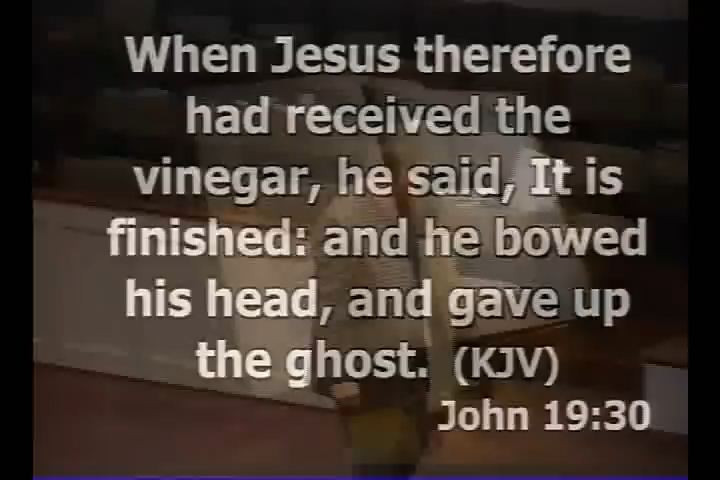 When Jesus therefore
had received the
vinegar, he said, It is
finished: and he bowed
his head, and gave up
the ghost. (KJV)
John 19:30